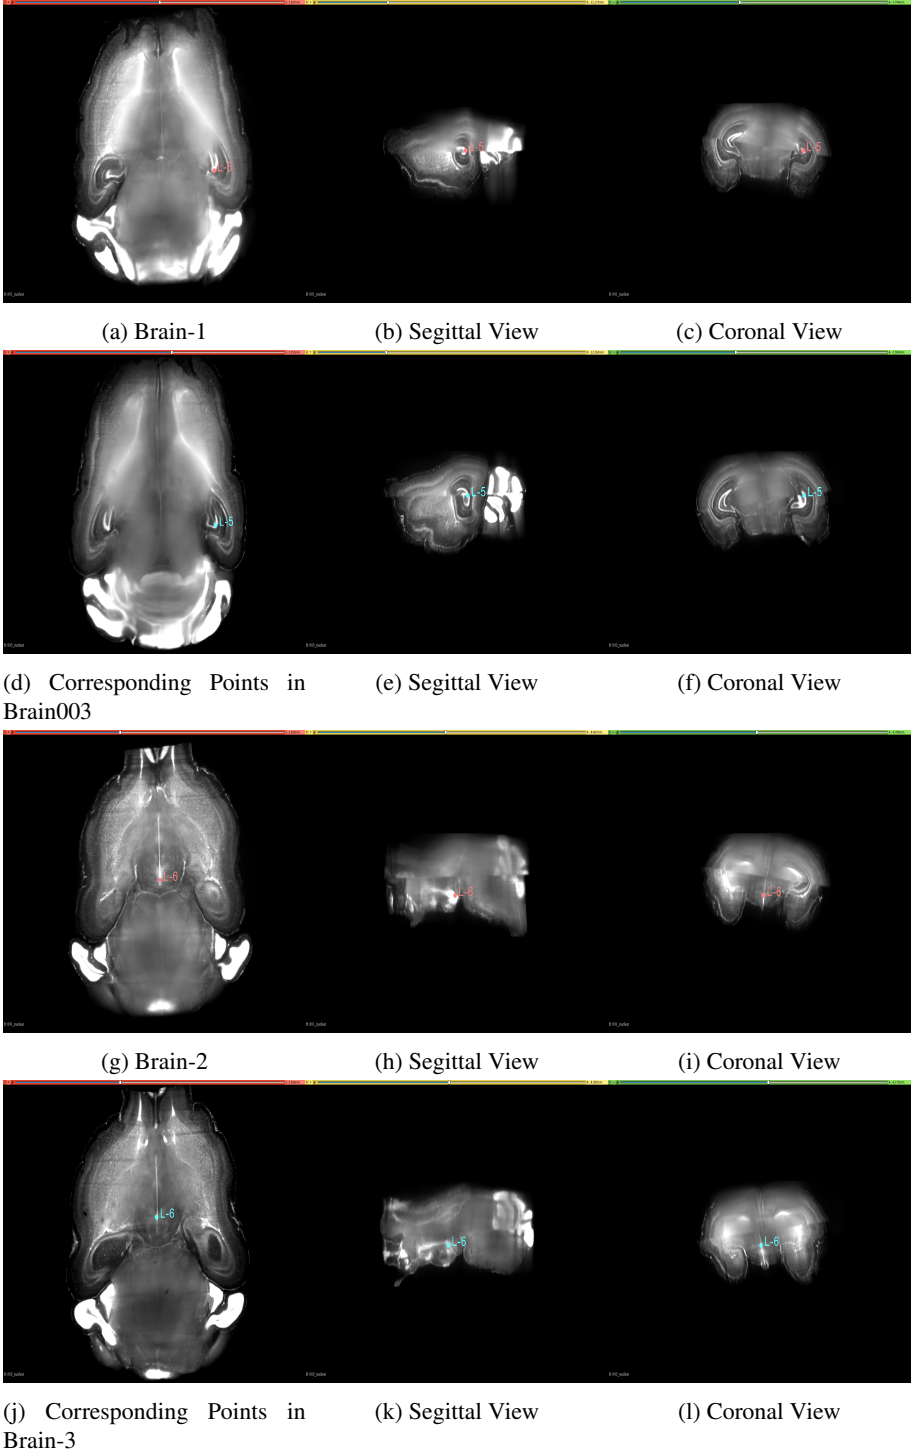 L-5 L-5 L-5
(a) Brain-1 (b) Segittal View (c) Coronal View
L-5 L-5 L-5
(d) Corresponding Points in (e) Segittal View (f) Coronal View
Brain003
L-6 L-6 L-6
(g) Brain-2 (h) Segittal View (i) Coronal View
L-6 L-6 L-6
(j) Corresponding Points in (k) Segittal View (l) Coronal View
Brain-3